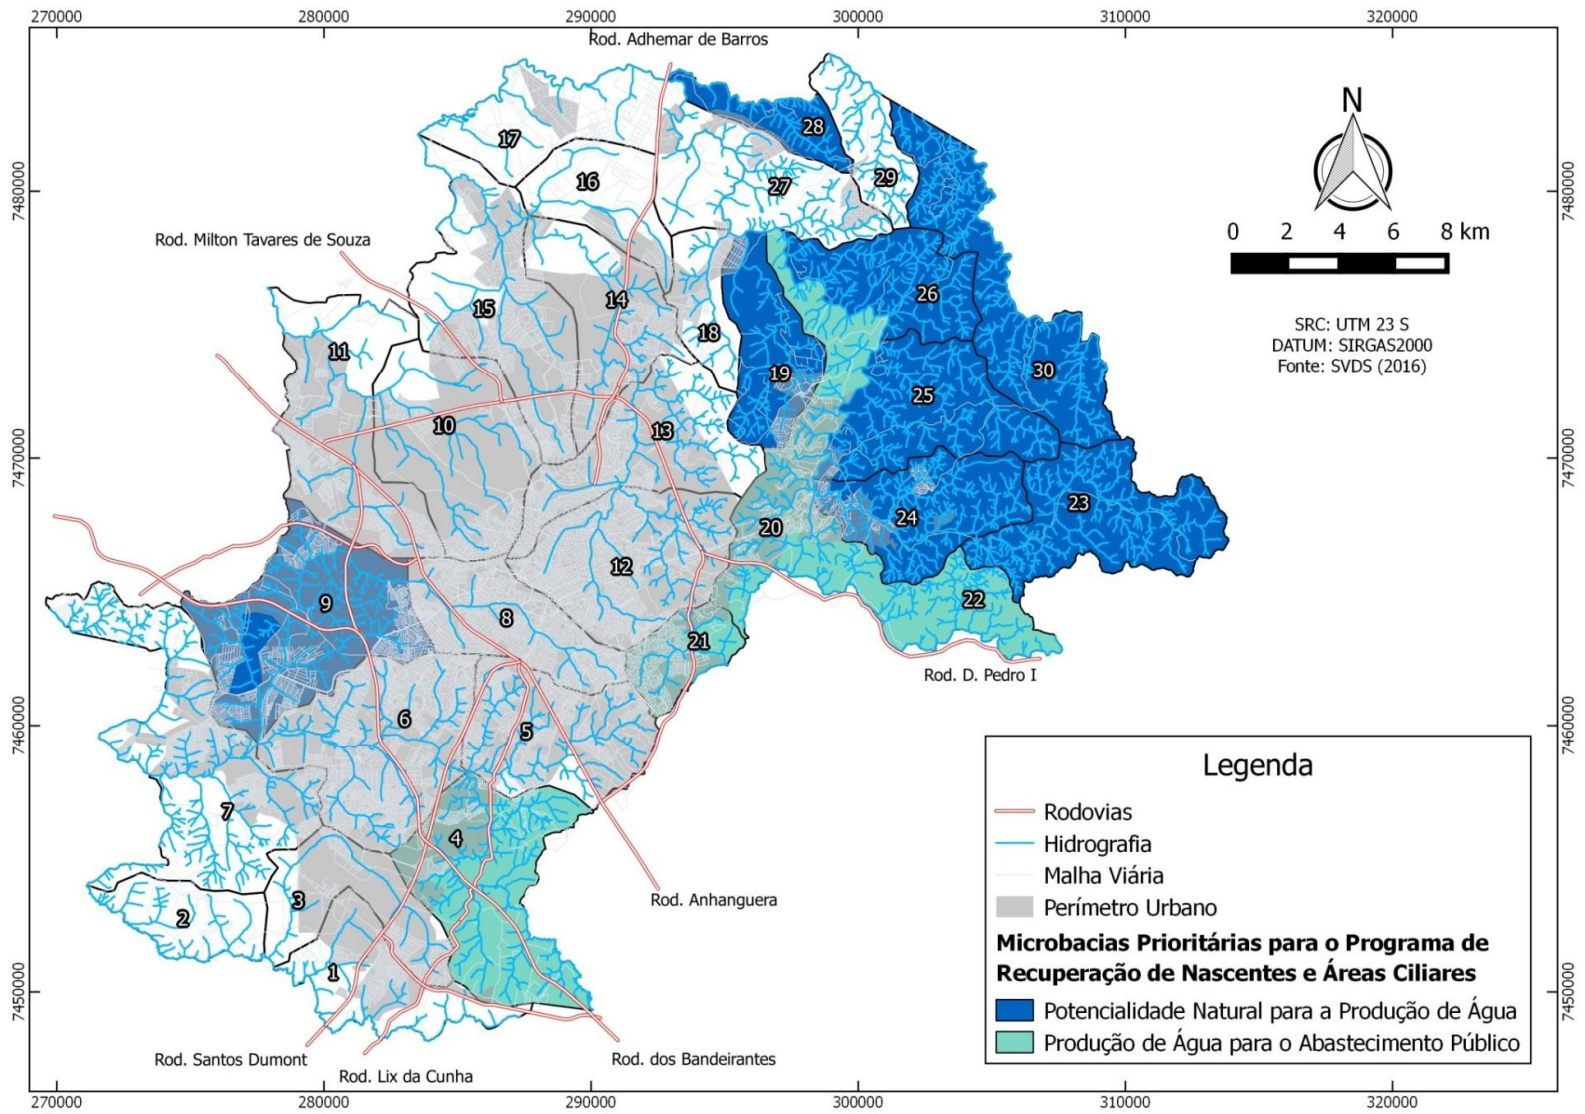 270000 280000 290000 300000 310000 320000
Rod. Adhemar de Barros
28
17
N
16
27
29
7480000 7480000
Rod. Milton Tavares de Souza
0 2 4 6 8 km
26
14
15
18
SRC: UTM 23 S
DATUM: SIRGAS2000
Fonte: SVDS (2016)
11
19
30
25
10
13
7470000 7470000
23
24
20
12
9
22
8
21
Rod. D. Pedro I
6
5
7460000 7460000
Legenda
Rodovias
Hidrografia
Malha Viária
Perímetro Urbano
Microbacias Prioritárias para o Programa de
Recuperação de Nascentes e Áreas Ciliares
Potencialidade Natural para a Produção de Água
Produção de Água para o Abastecimento Público
7
4
Rod. Anhanguera
3
2
1
7450000 7450000
Rod. Santos Dumont
Rod. Lix da Cunha
Rod. dos Bandeirantes
270000 280000 290000 300000 310000 320000